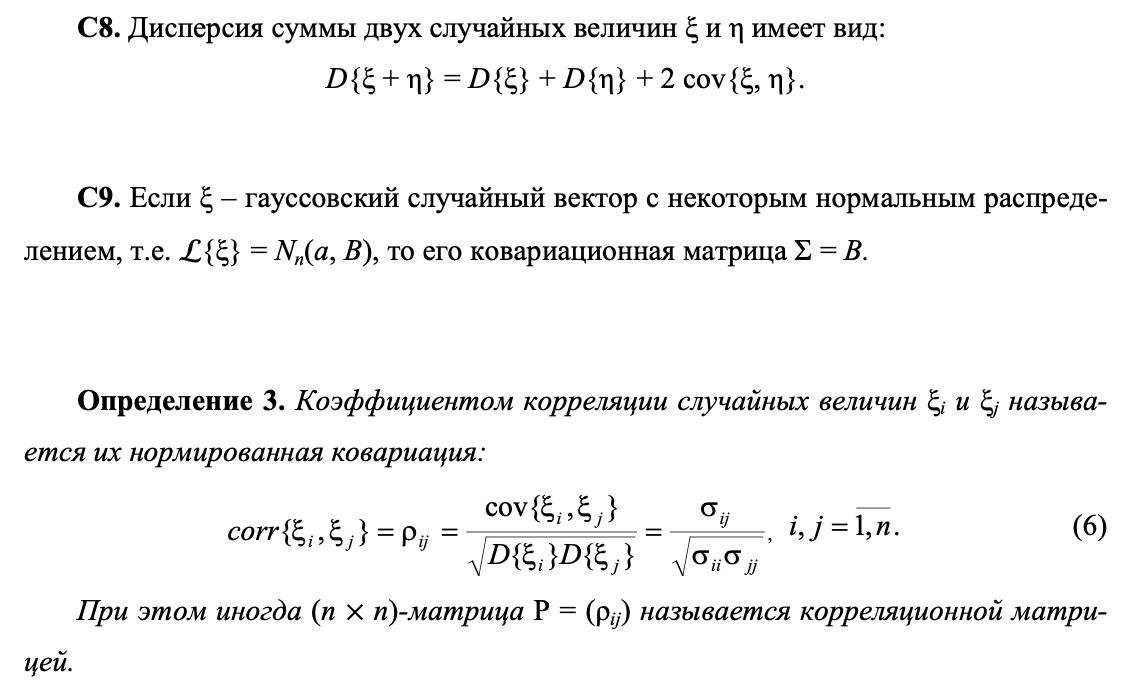 С8. Дисперсия суммы двух случайных величин ξ и η имеет вид:
D{ξ + η} = D{ξ} + D{η} + 2 cov{ξ, η}.
С9. Если ξ – гауссовский случайный вектор с некоторым нормальным распреде-
лением, т.е. ℒ{ξ} = Nₙ(a, B), то его ковариационная матрица Σ = B.
Определение 3. Коэффициентом корреляции случайных величин ξᵢ и ξⱼ называ-
ется их нормированная ковариация:
corr{ξᵢ,ξⱼ} = ρᵢⱼ = cov{ξᵢ,ξⱼ} / √(D{ξᵢ}D{ξⱼ}) = σᵢⱼ / √(σᵢᵢσⱼⱼ), i, j = 1,n. (6)
При этом иногда (n × n)-матрица P = (ρᵢⱼ) называется корреляционной матри-
цей.